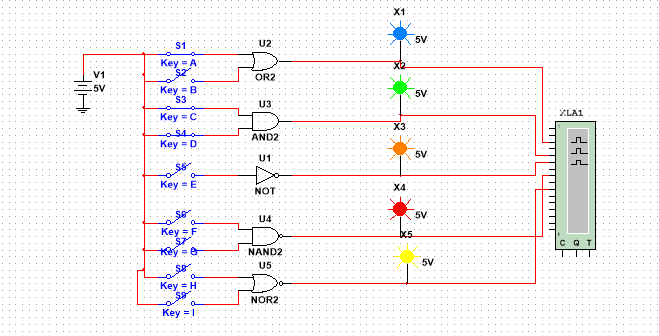 X1
5V
S1
Key = A
U2
OR2
S2
Key = B
X2
5V
V1
5V
S3
Key = C
U3
AND2
S4
Key = D
XLA1
X3
5V
S5
Key = E
U1
NOT
X4
5V
S6
Key = F
U4
NAND2
S7
Key = G
X5
5V
C Q T
S8
Key = H
U5
NOR2
S9
Key = I